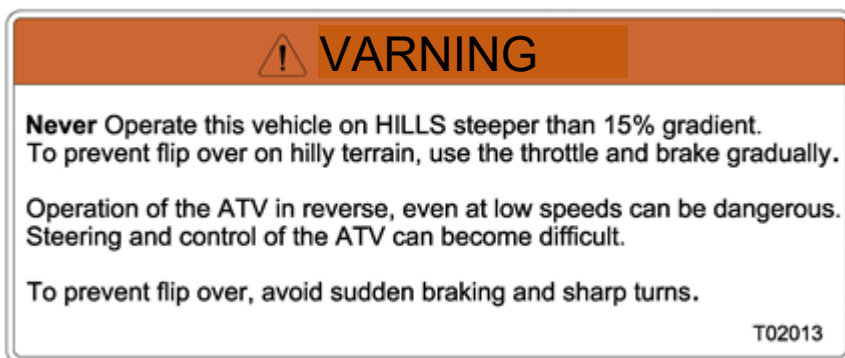 VARNING
Never Operate this vehicle on HILLS steeper than 15% gradient.
To prevent flip over on hilly terrain, use the throttle and brake gradually.
Operation of the ATV in reverse, even at low speeds can be dangerous.
Steering and control of the ATV can become difficult.
To prevent flip over, avoid sudden braking and sharp turns.
T02013